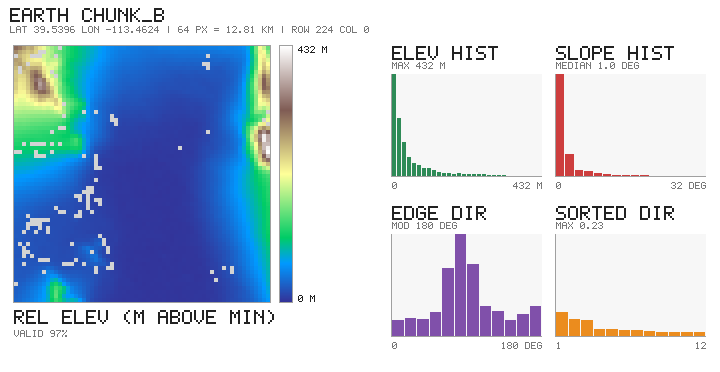 EARTH CHUNK_B
LAT 39.5396 LON -113.4624 | 64 PX = 12.81 KM | ROW 224 COL 0
432 M
0 M
REL ELEV (M ABOVE MIN)
VALID 97%
ELEV HIST
MAX 432 M
0 432 M
SLOPE HIST
MEDIAN 1.0 DEG
0 32 DEG
EDGE DIR
MOD 180 DEG
0 180 DEG
SORTED DIR
MAX 0.23
1 12